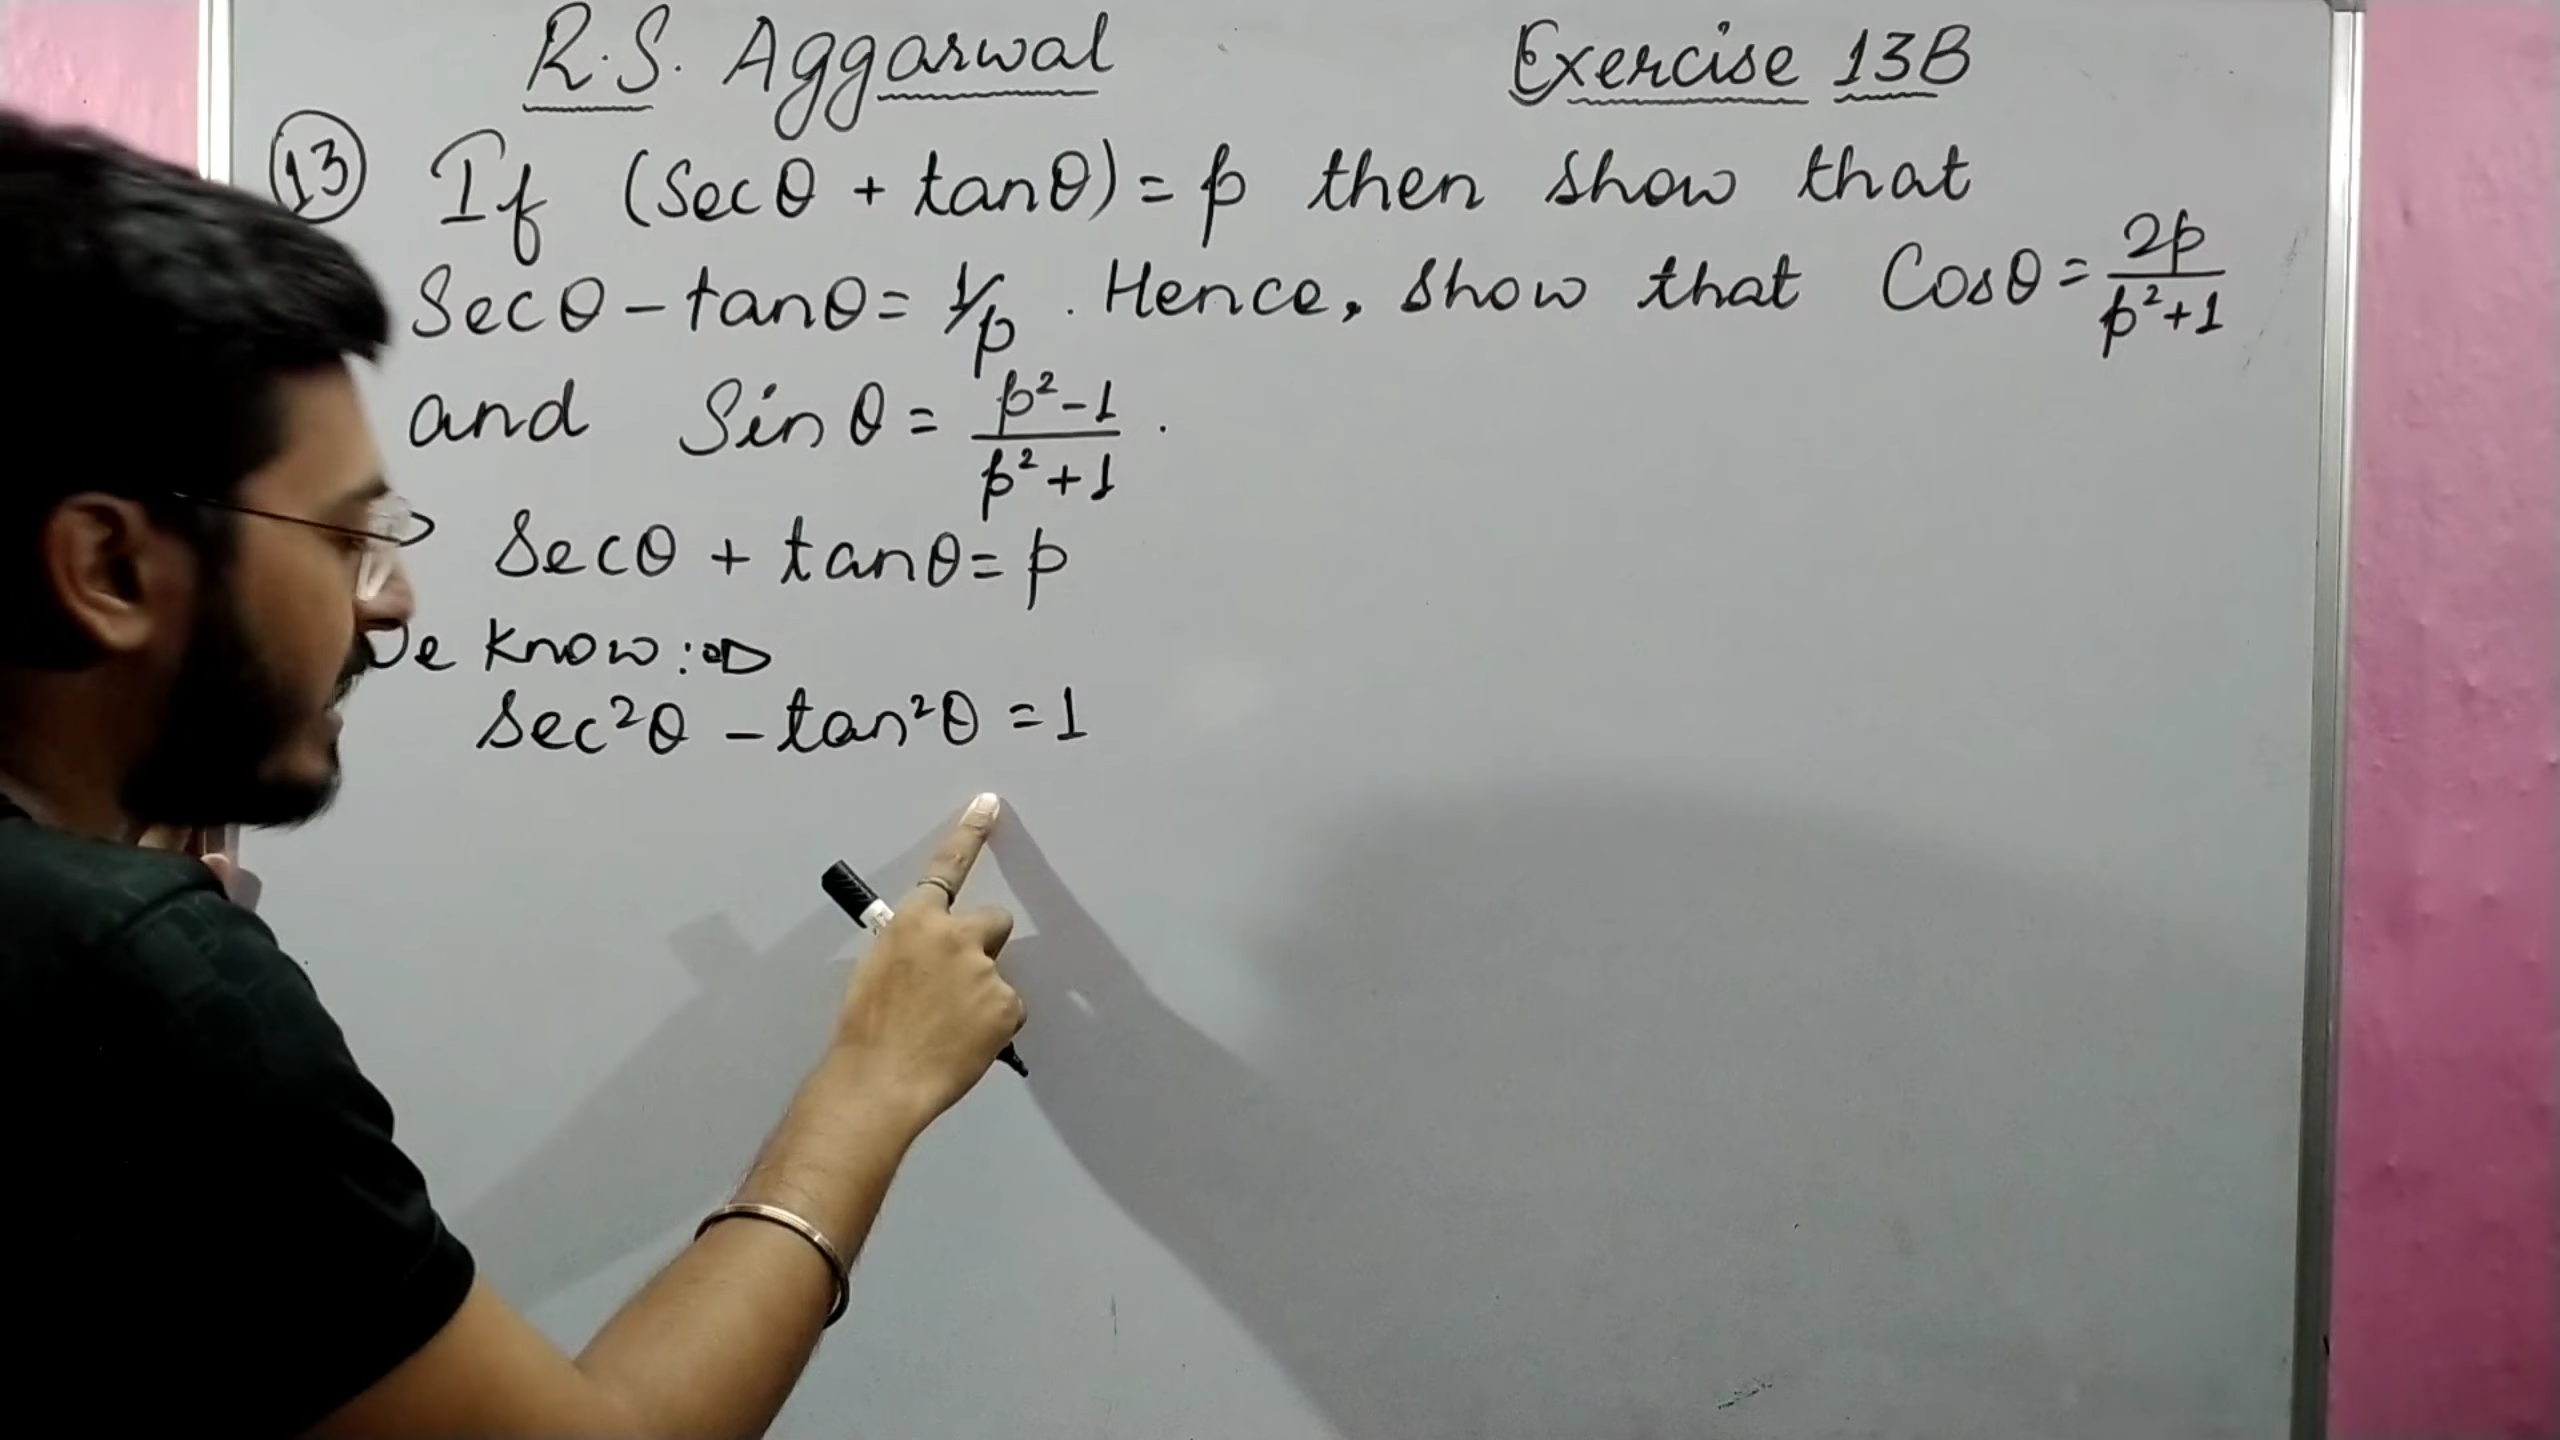 R.S. Aggarwal Exercise 13B
13 If (Secθ + tanθ) = p then show that
Secθ - tanθ = 1/p . Hence, show that Cosθ = 2p/p²+1
and Sinθ = p²-1/p²+1 .
Secθ + tanθ = p
know :
Sec²θ - tan²θ = 1